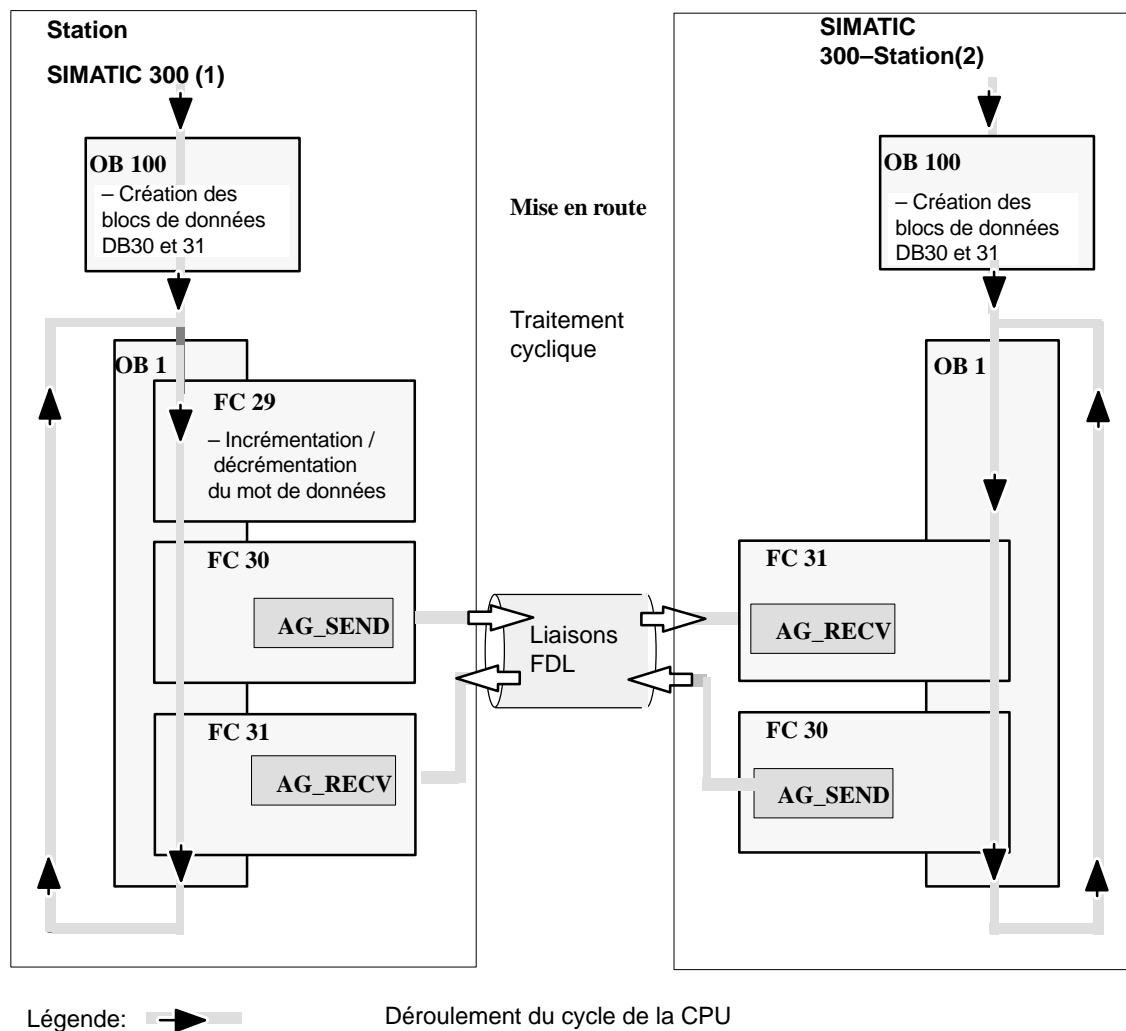 Station
SIMATIC 300 (1)
OB 100
– Création des
blocs de données
DB30 et 31
OB 1
FC 29
– Incrémentation /
décrémentation
du mot de données
FC 30
AG_SEND
FC 31
AG_RECV
Mise en route
Traitement
cyclique
Liaisons
FDL
SIMATIC
300–Station(2)
OB 100
– Création des
blocs de données
DB30 et 31
OB 1
FC 31
AG_RECV
FC 30
AG_SEND
Légende:
Déroulement du cycle de la CPU